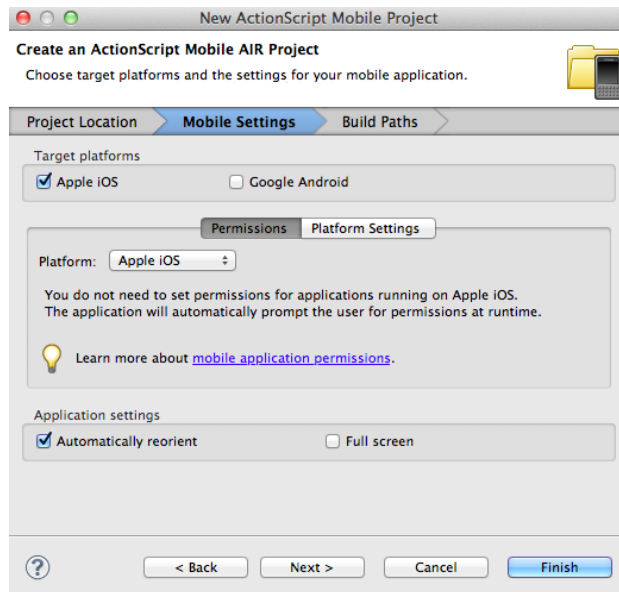 New ActionScript Mobile Project
Create an ActionScript Mobile AIR Project
Choose target platforms and the settings for your mobile application.
Project Location Mobile Settings Build Paths
Target platforms
Apple iOS Google Android
Permissions Platform Settings
Platform: Apple iOS
You do not need to set permissions for applications running on Apple iOS.
The application will automatically prompt the user for permissions at runtime.
Learn more about mobile application permissions.
Application settings
Automatically reorient Full screen
? < Back Next > Cancel Finish